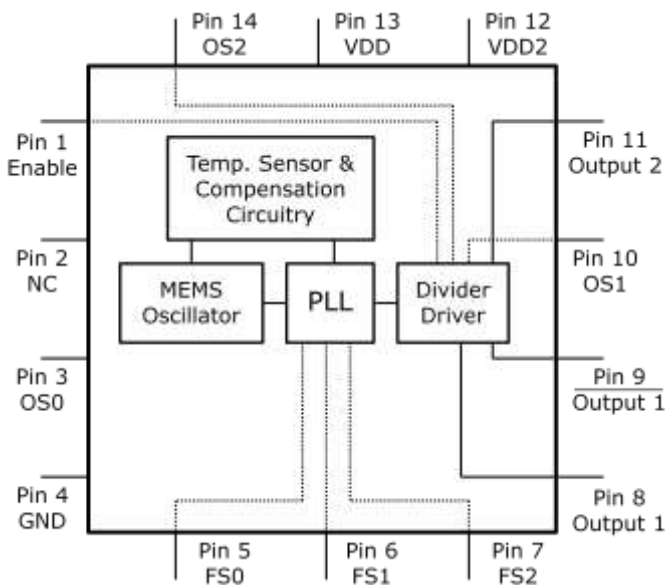 Pin 14
OS2
Pin 13
VDD
Pin 12
VDD2
Pin 1
Enable
Temp. Sensor &
Compensation
Circuitry
Pin 11
Output 2
Pin 2
NC
MEMS
Oscillator
PLL
Divider
Driver
Pin 10
OS1
Pin 3
OS0
Pin 9
Output 1
Pin 4
GND
Pin 8
Output 1
Pin 5
FS0
Pin 6
FS1
Pin 7
FS2